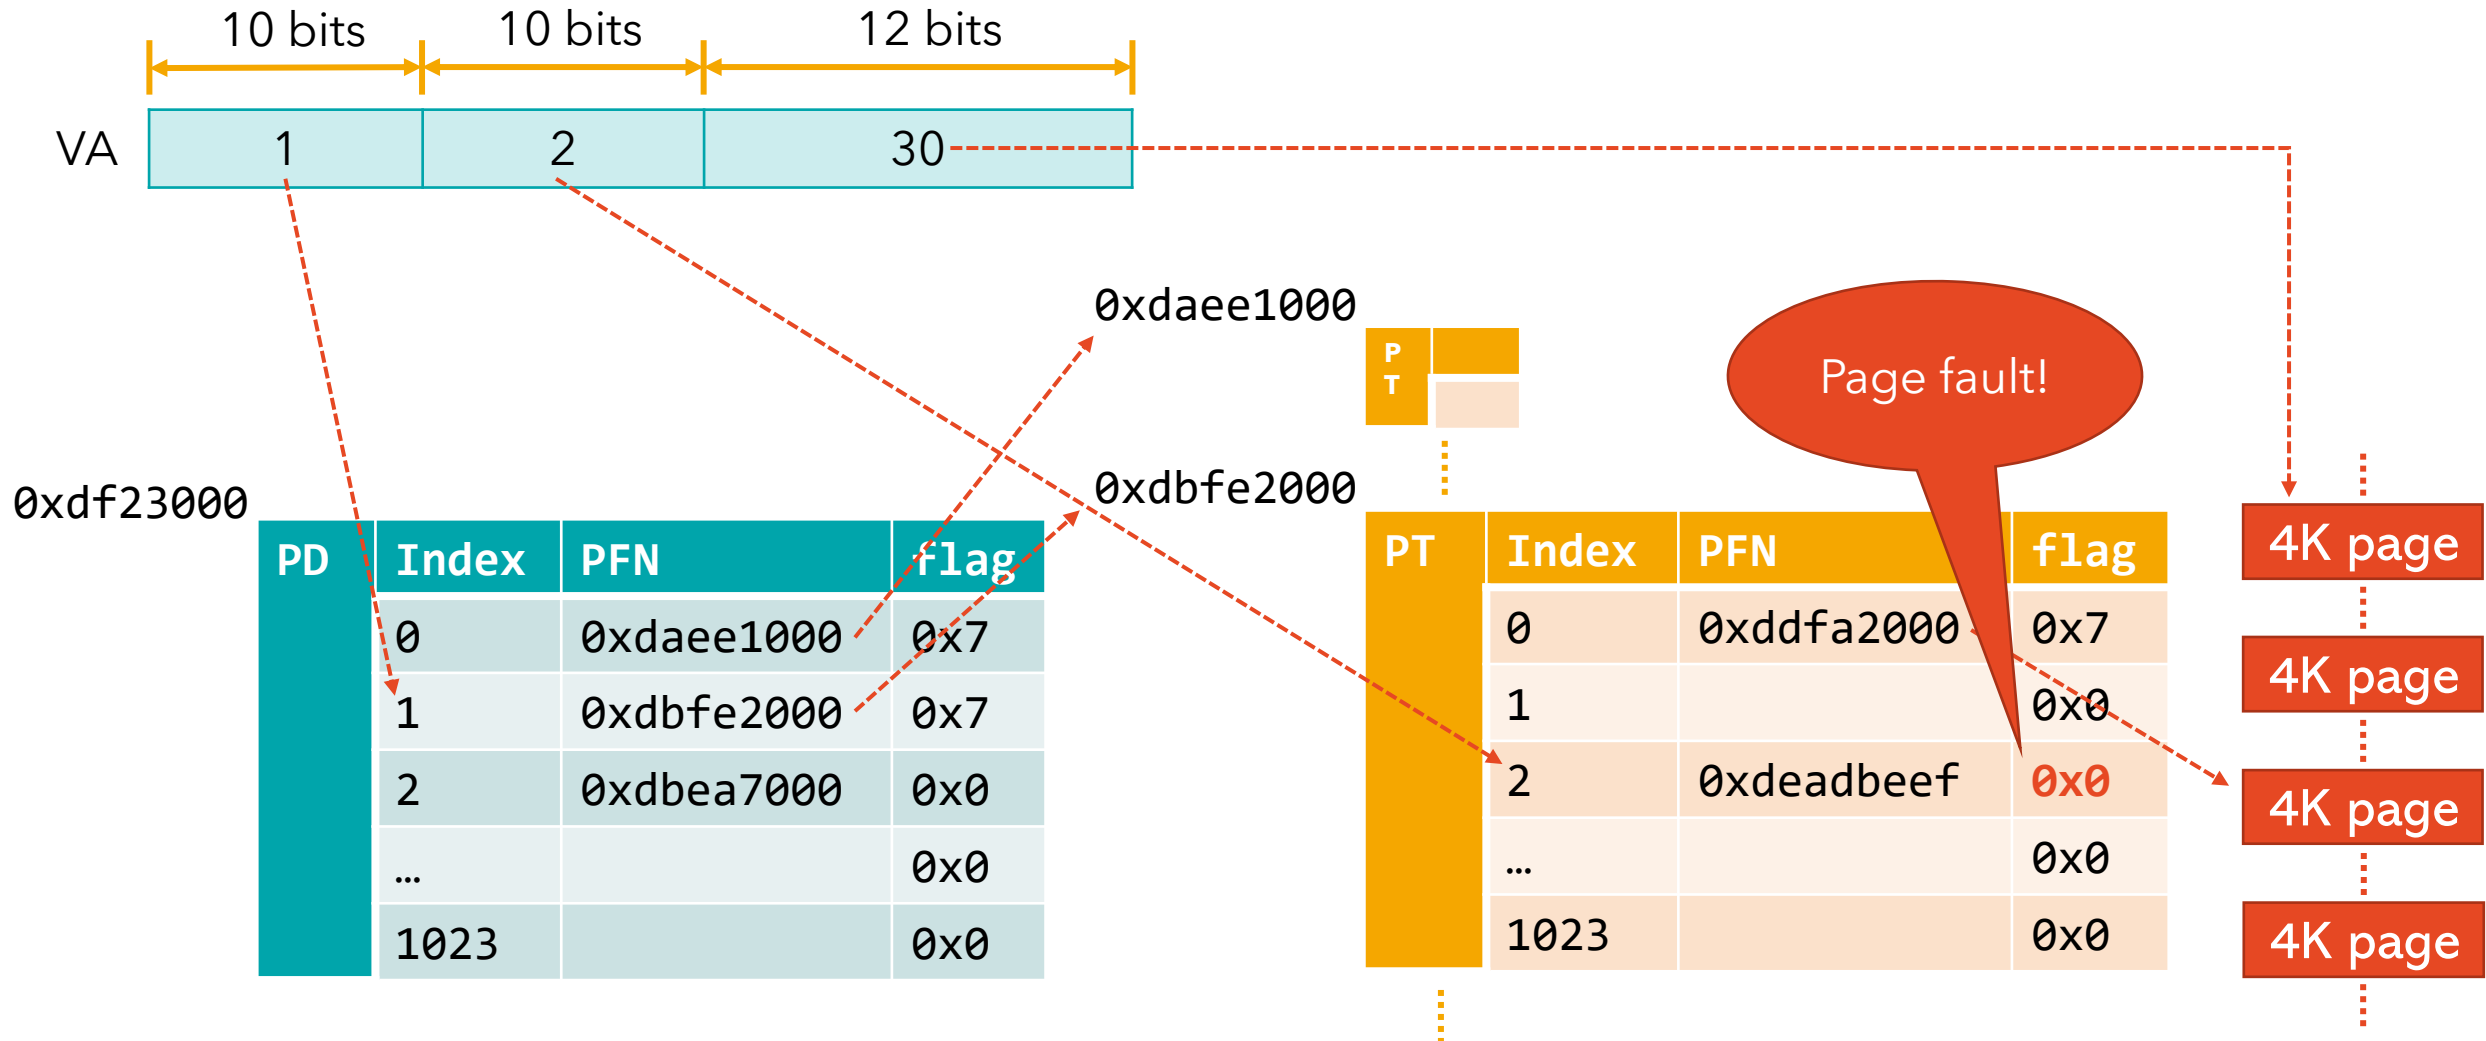 10 bits 10 bits 12 bits
VA 1 2 30
0xdaee1000
P
T
Page fault!
0xdbfe2000
0xdf23000
PD Index PFN flag
0 0xdaee1000 0x7
1 0xdbfe2000 0x7
2 0xdbea7000 0x0
… 0x0
1023 0x0
PT Index PFN flag
0 0xddfa2000 0x7
1 0x0
2 0xdeadbeef 0x0
… 0x0
1023 0x0
4K page
4K page
4K page
4K page